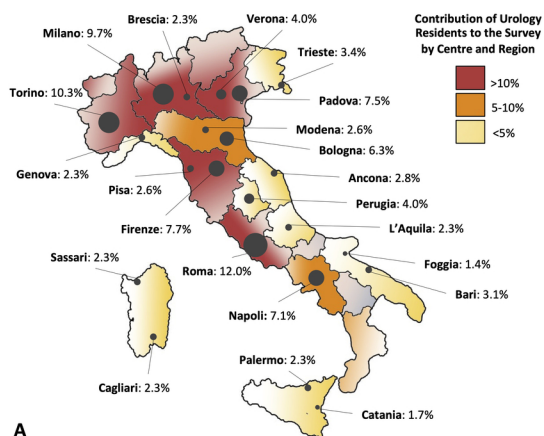 Contribution of Urology
Residents to the Survey
by Centre and Region
>10%
5-10%
<5%
Brescia: 2.3%
Verona: 4.0%
Milano: 9.7%
Trieste: 3.4%
Torino: 10.3%
Padova: 7.5%
Modena: 2.6%
Bologna: 6.3%
Genova: 2.3%
Ancona: 2.8%
Pisa: 2.6%
Perugia: 4.0%
Firenze: 7.7%
L'Aquila: 2.3%
Sassari: 2.3%
Roma: 12.0%
Foggia: 1.4%
Bari: 3.1%
Napoli: 7.1%
Palermo: 2.3%
Cagliari: 2.3%
Catania: 1.7%
A